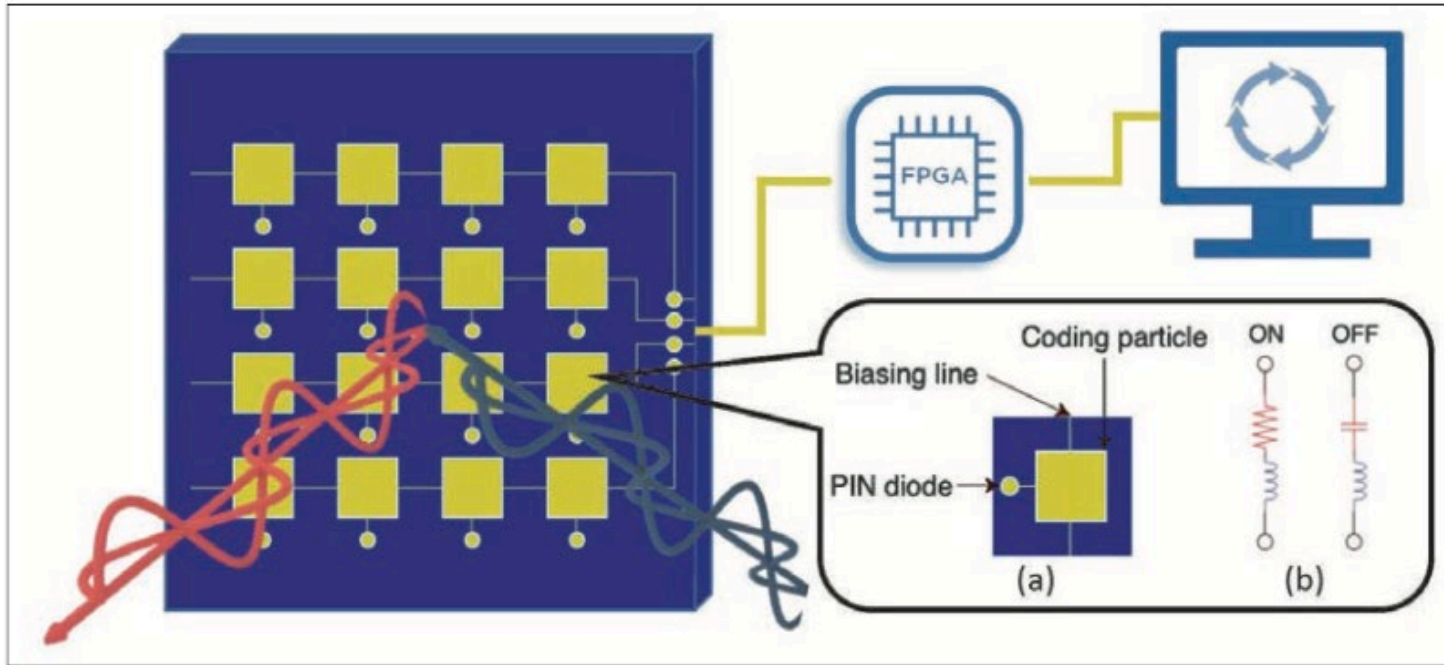 FPGA
Coding particle
Biasing line
PIN diode
(a)
ON
OFF
(b)